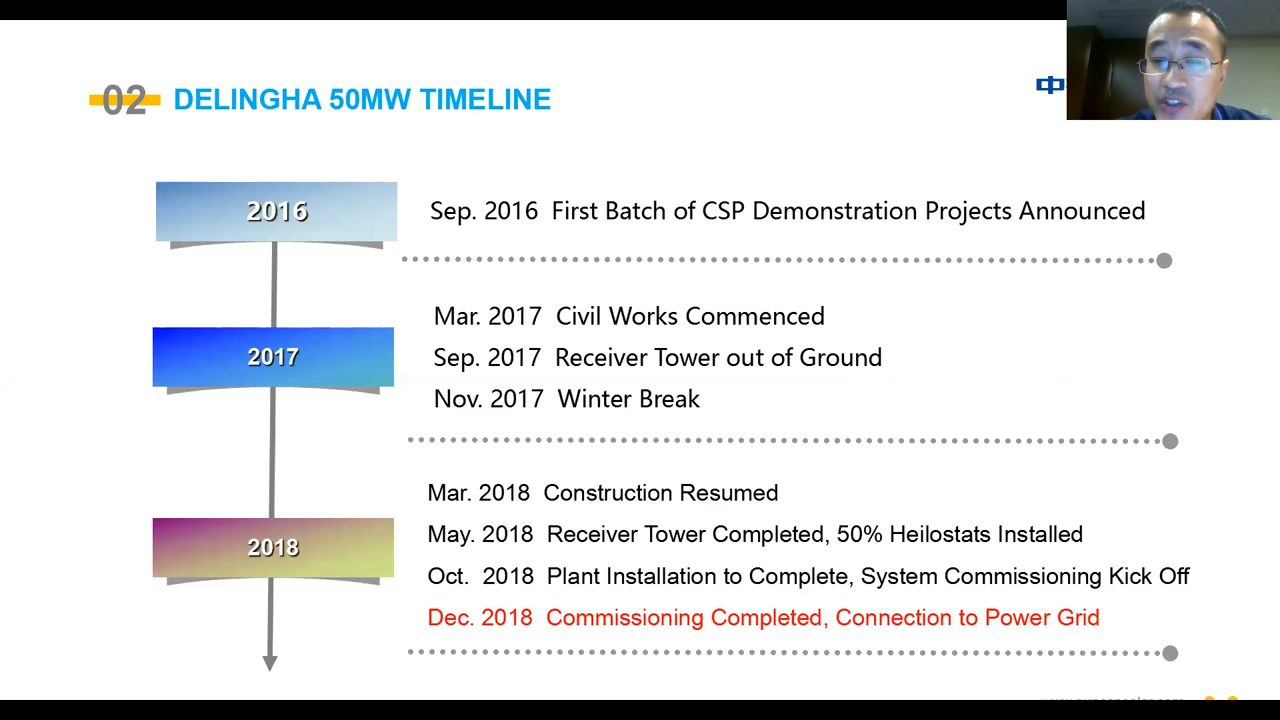 02 DELINGHA 50MW TIMELINE
中
2016
Sep. 2016 First Batch of CSP Demonstration Projects Announced
2017
Mar. 2017 Civil Works Commenced
Sep. 2017 Receiver Tower out of Ground
Nov. 2017 Winter Break
2018
Mar. 2018 Construction Resumed
May. 2018 Receiver Tower Completed, 50% Heilostats Installed
Oct. 2018 Plant Installation to Complete, System Commissioning Kick Off
Dec. 2018 Commissioning Completed, Connection to Power Grid